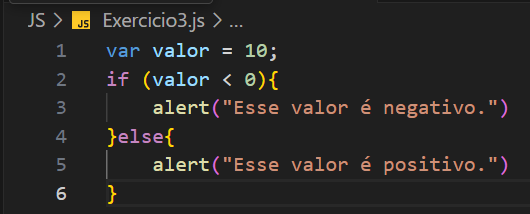 JS > JS Exercicio3.js > ...
1 var valor = 10;
2 if (valor < 0){
3 alert("Esse valor é negativo.")
4 }else{
5 alert("Esse valor é positivo.")
6 }